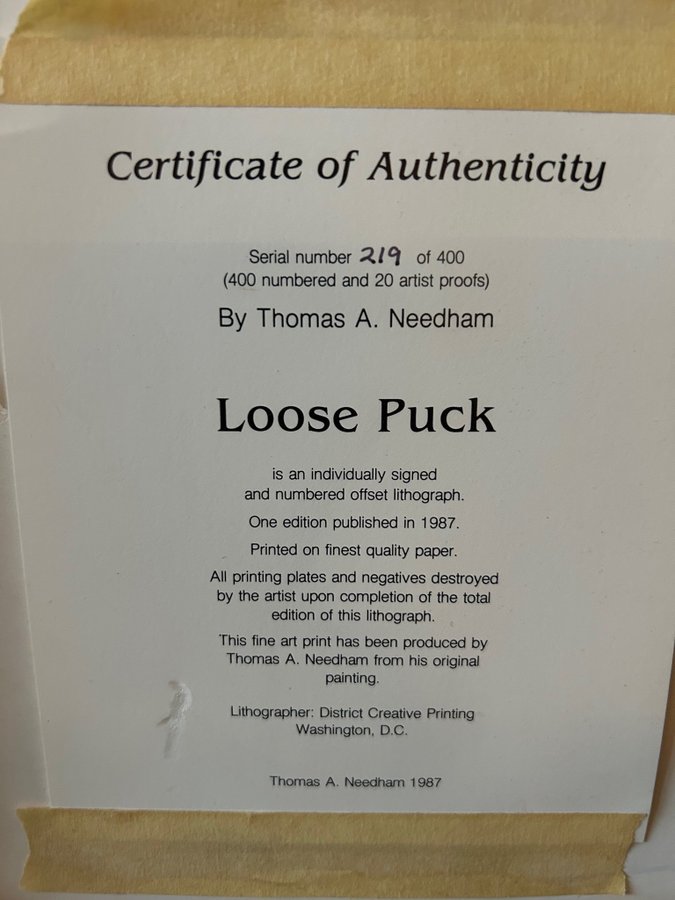 Certificate of Authenticity
Serial number 219 of 400
(400 numbered and 20 artist proofs)
By Thomas A. Needham
Loose Puck
is an individually signed
and numbered offset lithograph.
One edition published in 1987.
Printed on finest quality paper.
All printing plates and negatives destroyed
by the artist upon completion of the total
edition of this lithograph.
This fine art print has been produced by
Thomas A. Needham from his original
painting.
Lithographer: District Creative Printing
Washington, D.C.
Thomas A. Needham 1987